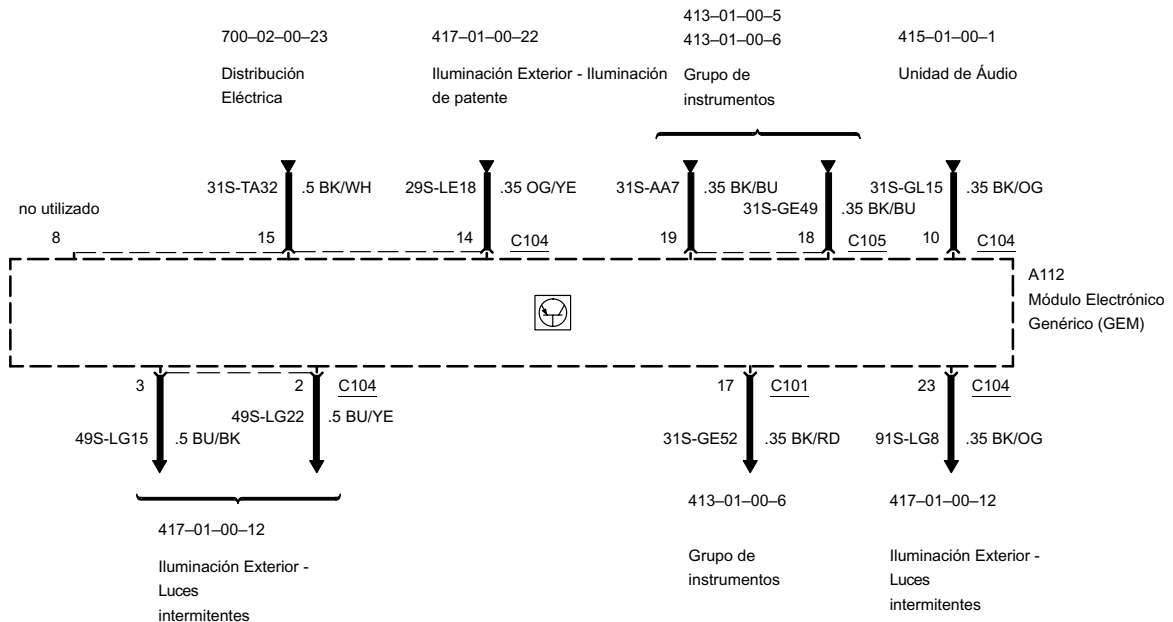 413–01–00–5
700–02–00–23
417–01–00–22
413–01–00–6
415–01–00–1
Distribución
Eléctrica
Iluminación Exterior - Iluminación
de patente
Grupo de
instrumentos
Unidad de Áudio
31S-TA32
.5 BK/WH
29S-LE18
.35 OG/YE
31S-AA7
.35 BK/BU
31S-GE49
.35 BK/BU
31S-GL15
.35 BK/OG
no utilizado
8
15
14
C104
19
18
C105
10
C104
A112
Módulo Electrónico
Genérico (GEM)
3
2
C104
17
C101
23
C104
49S-LG15
.5 BU/BK
49S-LG22
.5 BU/YE
31S-GE52
.35 BK/RD
91S-LG8
.35 BK/OG
417–01–00–12
Iluminación Exterior -
Luces
intermitentes
413–01–00–6
Grupo de
instrumentos
417–01–00–12
Iluminación Exterior -
Luces
intermitentes